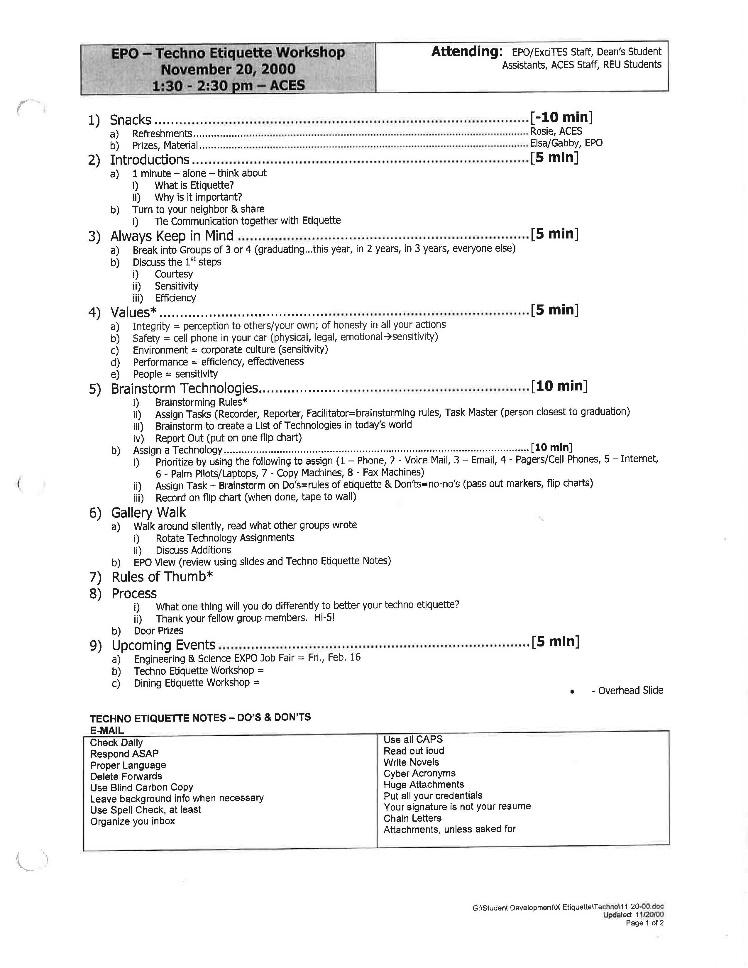 EPO – Techno Etiquette Workshop
November 20, 2000
1:30 - 2:30 pm – ACES
Attending: EPO/ExciTES Staff, Dean's Student
Assistants, ACES Staff, REU Students
1) Snacks ........ [-10 min]
a) Refreshments ........ Rosie, ACES
b) Prizes, Material ........ Elsa/Gabby, EPO
2) Introductions ........ [5 min]
a) 1 minute – alone – think about
i) What is Etiquette?
ii) Why is it important?
b) Turn to your neighbor & share
i) Tie Communication together with Etiquette
3) Always Keep in Mind ........ [5 min]
a) Break into Groups of 3 or 4 (graduating...this year, in 2 years, in 3 years, everyone else)
b) Discuss the 1st steps
i) Courtesy
ii) Sensitivity
iii) Efficiency
4) Values* ........ [5 min]
a) Integrity = perception to others/your own; of honesty in all your actions
b) Safety = cell phone in your car (physical, legal, emotional→sensitivity)
c) Environment = corporate culture (sensitivity)
d) Performance = efficiency, effectiveness
e) People = sensitivity
5) Brainstorm Technologies ........ [10 min]
i) Brainstorming Rules*
ii) Assign Tasks (Recorder, Reporter, Facilitator=brainstorming rules, Task Master (person closest to graduation)
iii) Brainstorm to create a List of Technologies in today's world
iv) Report Out (put on one flip chart)
b) Assign a Technology ........ [10 min]
i) Prioritize by using the following to assign (1 – Phone, 2 - Voice Mail, 3 – Email, 4 - Pagers/Cell Phones, 5 – Internet,
6 - Palm Pilots/Laptops, 7 - Copy Machines, 8 - Fax Machines)
ii) Assign Task – Brainstorm on Do's=rules of etiquette & Don'ts=no-no's (pass out markers, flip charts)
iii) Record on flip chart (when done, tape to wall)
6) Gallery Walk
a) Walk around silently, read what other groups wrote
i) Rotate Technology Assignments
ii) Discuss Additions
b) EPO View (review using slides and Techno Etiquette Notes)
7) Rules of Thumb*
8) Process
i) What one thing will you do differently to better your techno etiquette?
ii) Thank your fellow group members. Hi-5!
b) Door Prizes
9) Upcoming Events ........ [5 min]
a) Engineering & Science EXPO Job Fair = Fri., Feb. 16
b) Techno Etiquette Workshop =
c) Dining Etiquette Workshop =
• - Overhead Slide
TECHNO ETIQUETTE NOTES – DO'S & DON'TS
E-MAIL
Check Daily
Respond ASAP
Proper Language
Delete Forwards
Use Blind Carbon Copy
Leave background info when necessary
Use Spell Check, at least
Organize you inbox
Use all CAPS
Read out loud
Write Novels
Cyber Acronyms
Huge Attachments
Put all your credentials
Your signature is not your resume
Chain Letters
Attachments, unless asked for
G:\Student Development\X Etiquette\Techno\11-20-00.doc
Updated: 11/20/00
Page 1 of 2